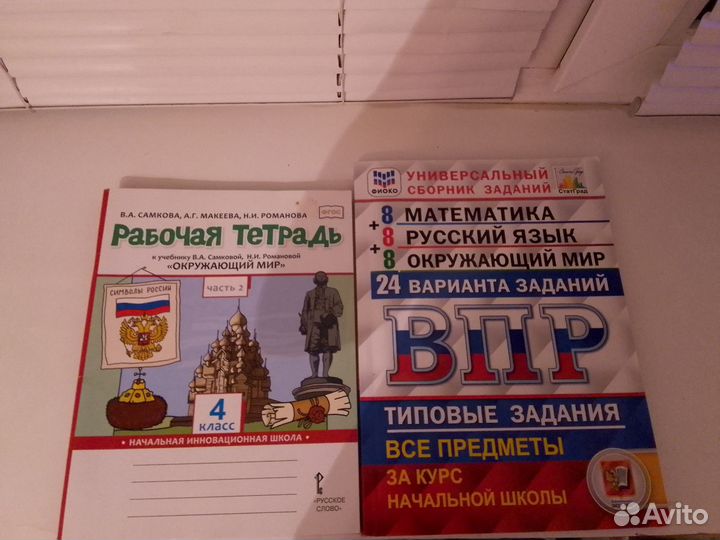 В.А. САМКОВА, А.Г. МАКЕЕВА, Н.И. РОМАНОВА
ФГОС
РАБОЧАЯ ТЕТРАДЬ
к учебнику В.А. Самковой, Н.И. Романовой
«ОКРУЖАЮЩИЙ МИР»
часть 2
СИМВОЛЫ РОССИИ
4
класс
• НАЧАЛЬНАЯ ИННОВАЦИОННАЯ ШКОЛА •
«РУССКОЕ
СЛОВО»
ФИОКО
УНИВЕРСАЛЬНЫЙ
СБОРНИК ЗАДАНИЙ
СтатГрад
8 МАТЕМАТИКА
+8 РУССКИЙ ЯЗЫК
+8 ОКРУЖАЮЩИЙ МИР
24 ВАРИАНТА ЗАДАНИЙ
ВПР
ТИПОВЫЕ ЗАДАНИЯ
ВСЕ ПРЕДМЕТЫ
ЗА КУРС
НАЧАЛЬНОЙ ШКОЛЫ
Avito